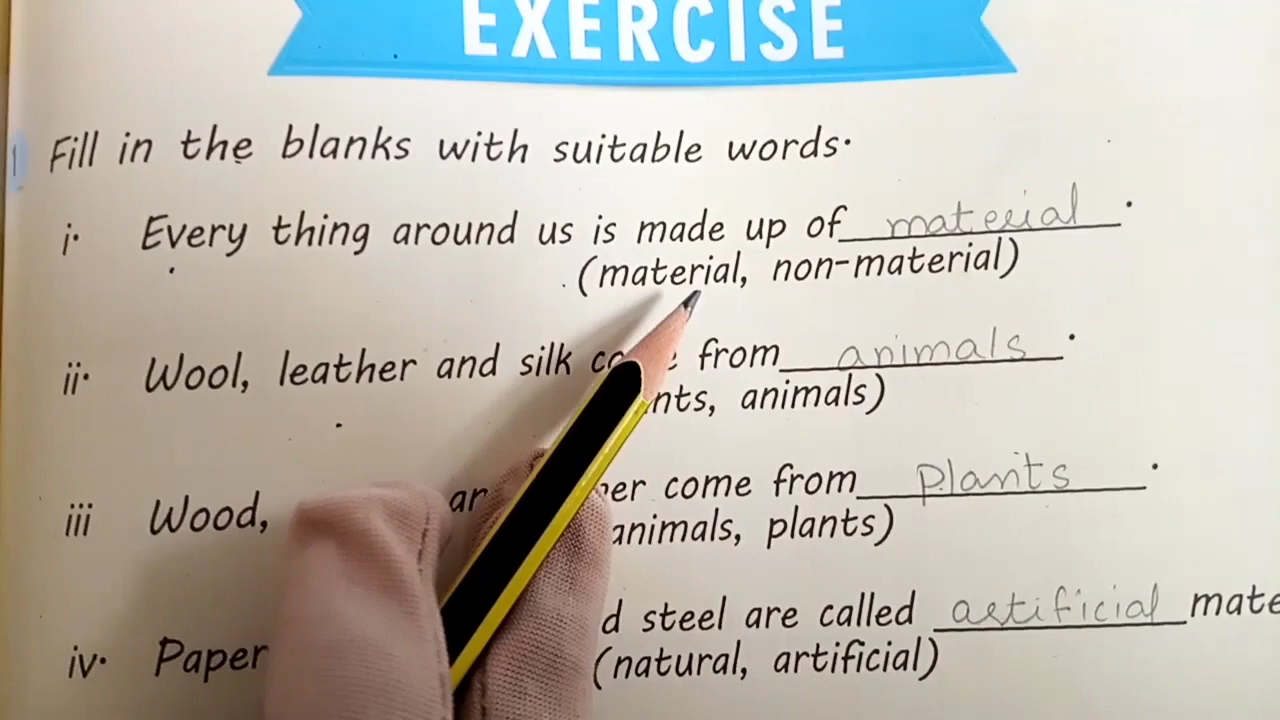 EXERCISE
1 Fill in the blanks with suitable words.
i. Every thing around us is made up of material.
(material, non-material)
ii. Wool, leather and silk from animals.
animals)
iii Wood, come from plants.
animals, plants)
iv. Paper steel are called artificial
(natural, artificial)